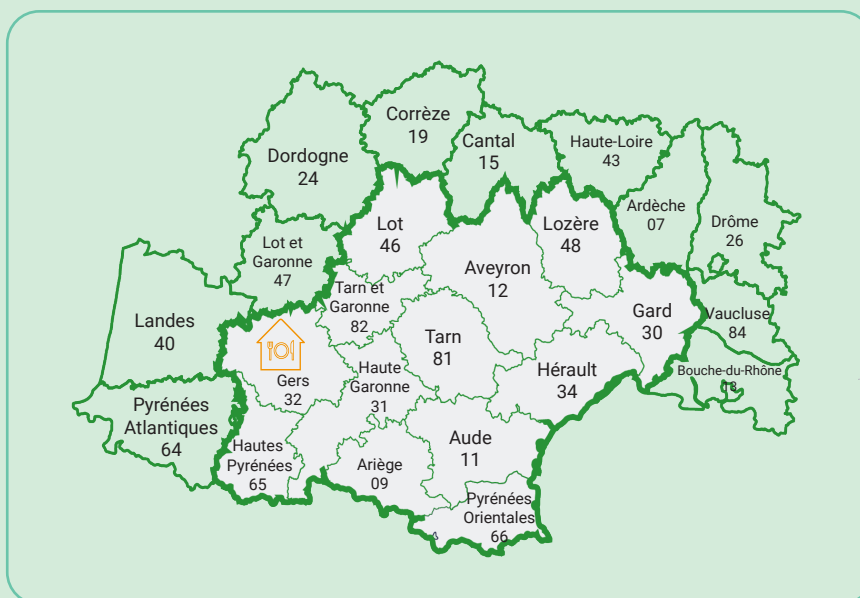 Corrèze
19
Cantal
15
Haute-Loire
43
Dordogne
24
Ardèche
07
Drôme
26
Lot
46
Lozère
48
Lot et
Garonne
47
Aveyron
12
Tarn et
Garonne
82
Gard
30
Vaucluse
84
Landes
40
Tarn
81
Haute
Garonne
31
Hérault
34
Bouche-du-Rhône
13
Gers
32
Pyrénées
Atlantiques
64
Hautes
Pyrénées
65
Aude
11
Ariège
09
Pyrénées
Orientales
66